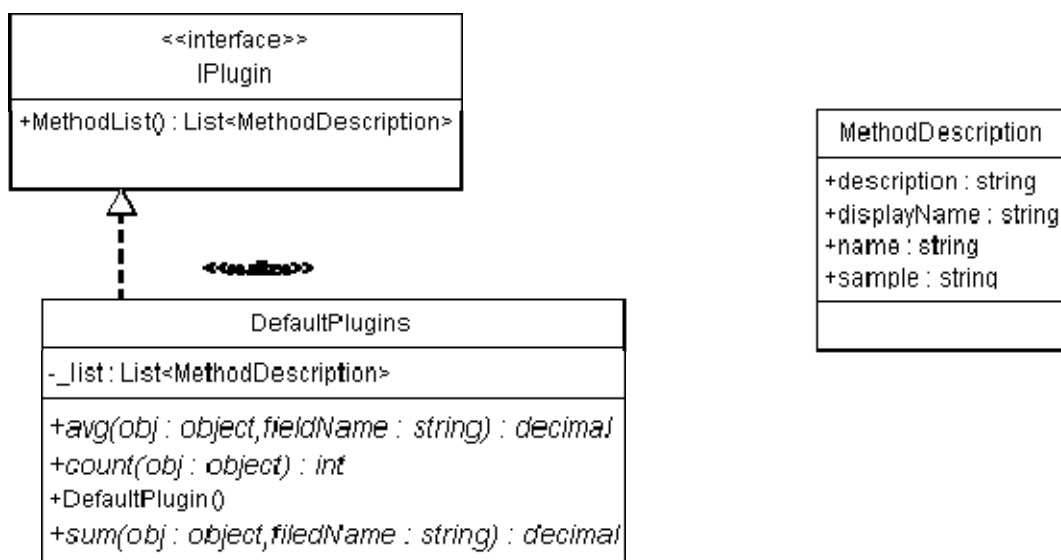 <<interface>>
IPlugin
+MethodList() : List<MethodDescription>
<<realize>>
DefaultPlugins
-_list : List<MethodDescription>
+avg(obj : object,fieldName : string) : decimal
+count(obj : object) : int
+DefaultPlugin()
+sum(obj : object,filedName : string) : decimal
MethodDescription
+description : string
+displayName : string
+name : string
+sample : string